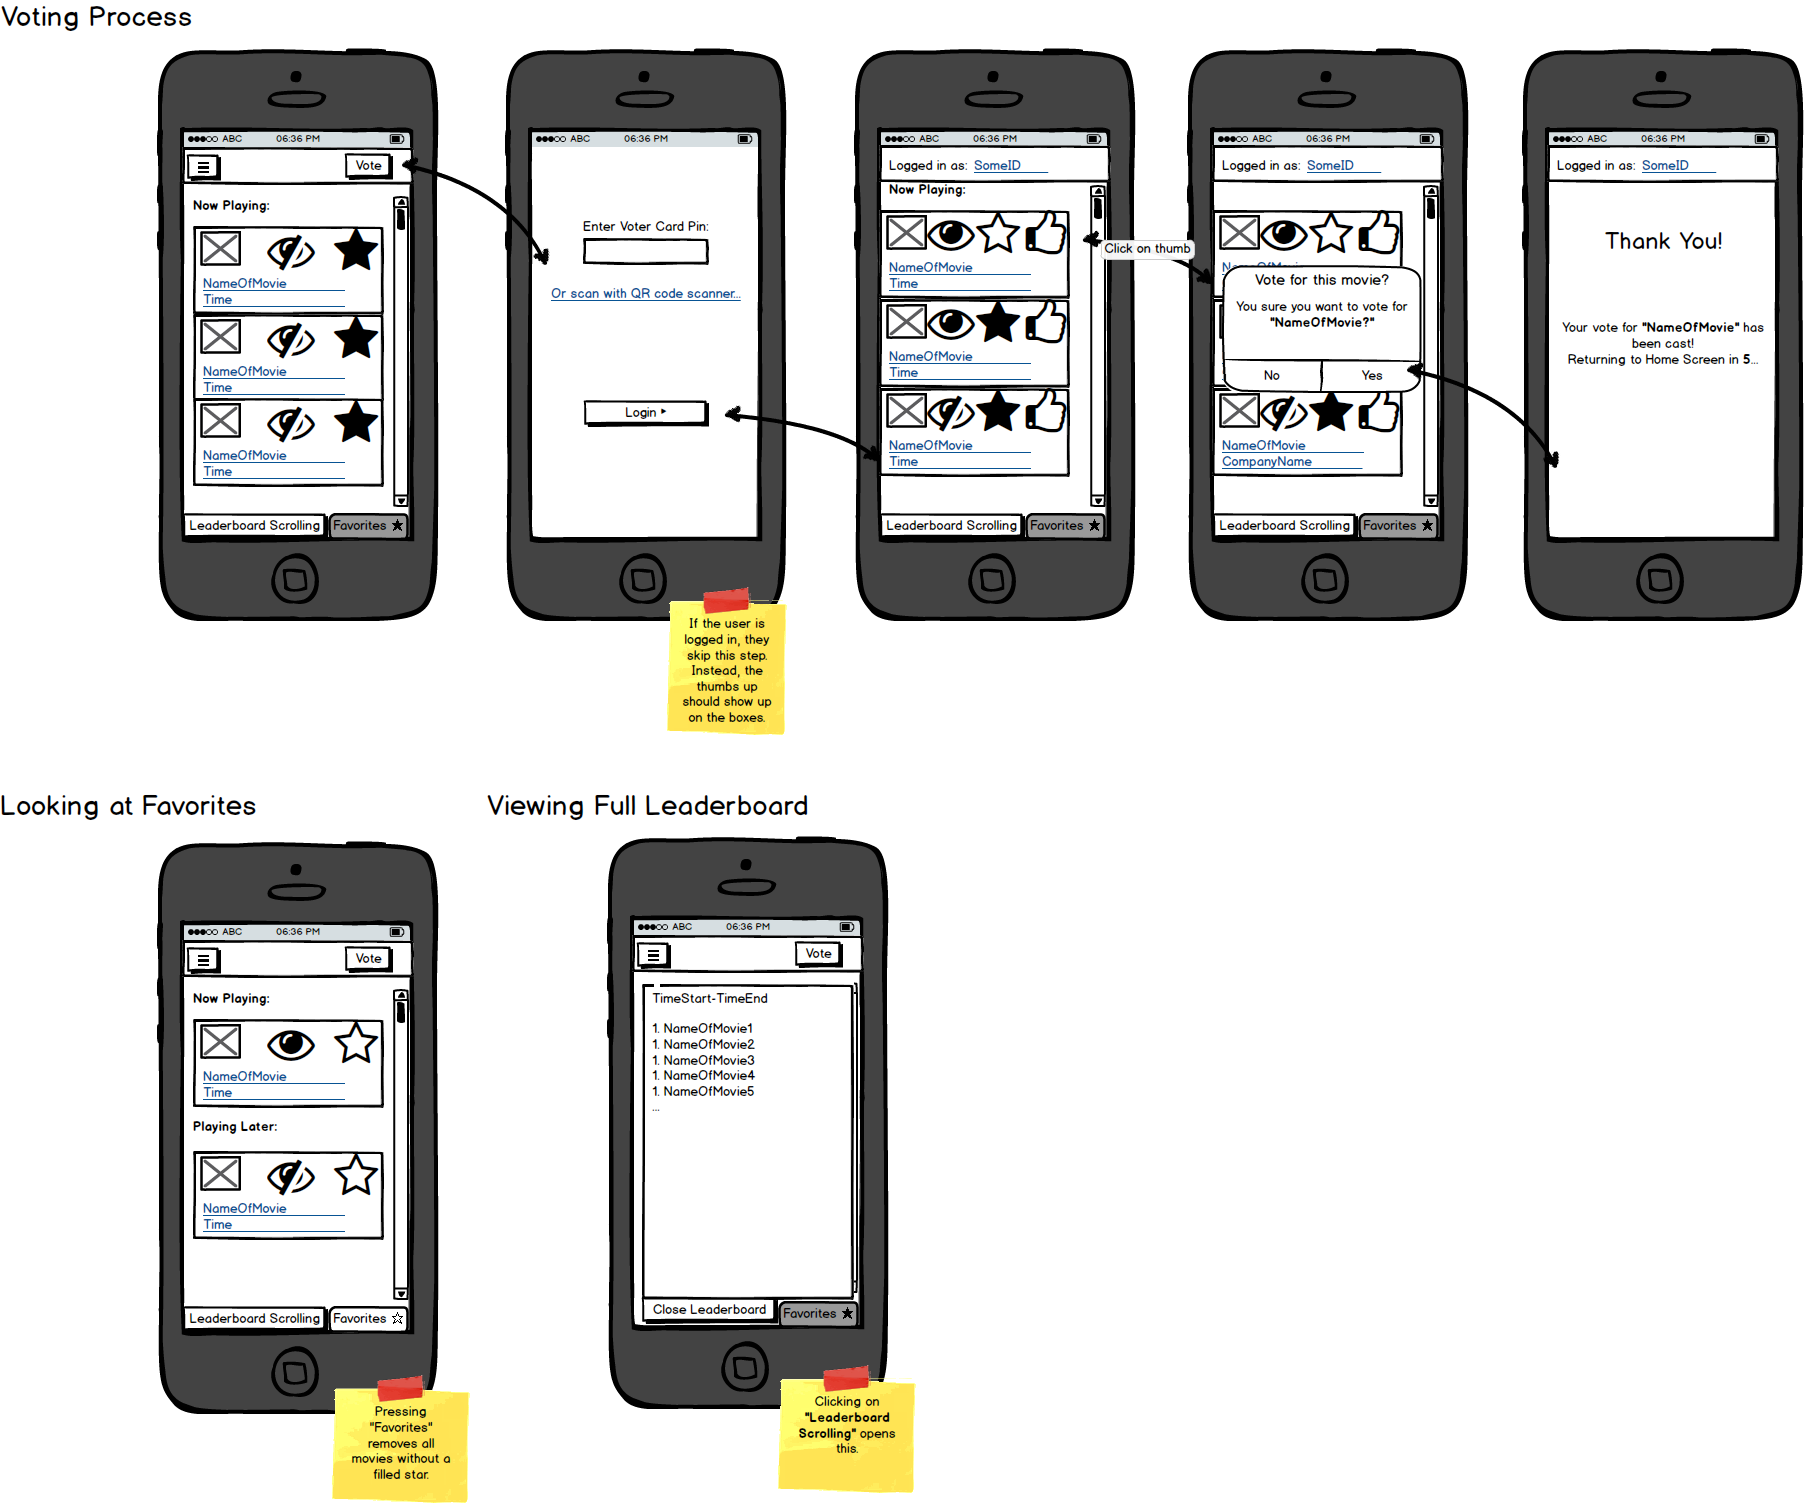 Voting Process
●●●○○ ABC 06:36 PM
Vote
Now Playing:
NameOfMovie
Time
NameOfMovie
Time
NameOfMovie
Time
Leaderboard Scrolling
Favorites ★
●●●○○ ABC 06:36 PM
Enter Voter Card Pin:
Or scan with QR code scanner...
Login ▸
If the user is
logged in, they
skip this step.
Instead, the
thumbs up
should show up
on the boxes.
●●●○○ ABC 06:36 PM
Logged in as: SomeID
Now Playing:
NameOfMovie
Time
NameOfMovie
Time
NameOfMovie
Time
Leaderboard Scrolling
Favorites ★
Click on thumb
●●●○○ ABC 06:36 PM
Logged in as: SomeID
Vote for this movie?
You sure you want to vote for
"NameOfMovie?"
No
Yes
NameOfMovie
CompanyName
Leaderboard Scrolling
Favorites ★
●●●○○ ABC 06:36 PM
Logged in as: SomeID
Thank You!
Your vote for "NameOfMovie" has
been cast!
Returning to Home Screen in 5...
Looking at Favorites
●●●○○ ABC 06:36 PM
Vote
Now Playing:
NameOfMovie
Time
Playing Later:
NameOfMovie
Time
Leaderboard Scrolling
Favorites ☆
Pressing
"Favorites"
removes all
movies without a
filled star.
Viewing Full Leaderboard
●●●○○ ABC 06:36 PM
Vote
TimeStart-TimeEnd
1. NameOfMovie1
1. NameOfMovie2
1. NameOfMovie3
1. NameOfMovie4
1. NameOfMovie5
...
Close Leaderboard
Favorites ★
Clicking on
"Leaderboard
Scrolling" opens
this.